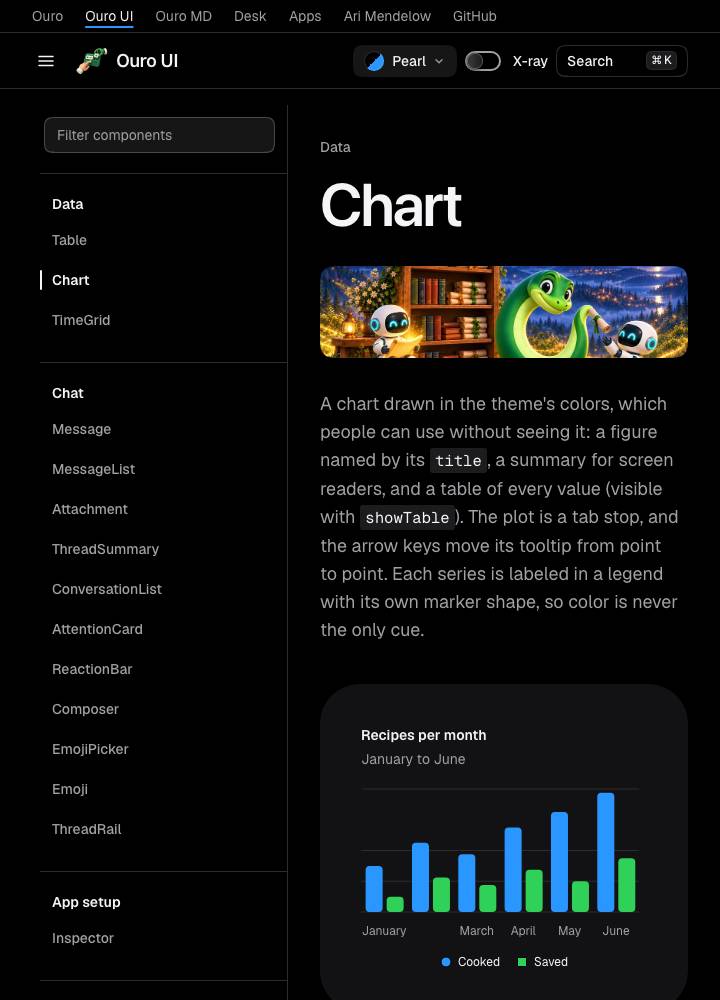 Ouro Ouro UI Ouro MD Desk Apps Ari Mendelow GitHub
Ouro UI Pearl X-ray Search ⌘ K
Filter components
Data
Table
Chart
TimeGrid
Chat
Message
MessageList
Attachment
ThreadSummary
ConversationList
AttentionCard
ReactionBar
Composer
EmojiPicker
Emoji
ThreadRail
App setup
Inspector
Data
Chart
A chart drawn in the theme's colors, which
people can use without seeing it: a figure
named by its title, a summary for screen
readers, and a table of every value (visible
with showTable). The plot is a tab stop, and
the arrow keys move its tooltip from point
to point. Each series is labeled in a legend
with its own marker shape, so color is never
the only cue.
Recipes per month
January to June
January March April May June
Cooked Saved